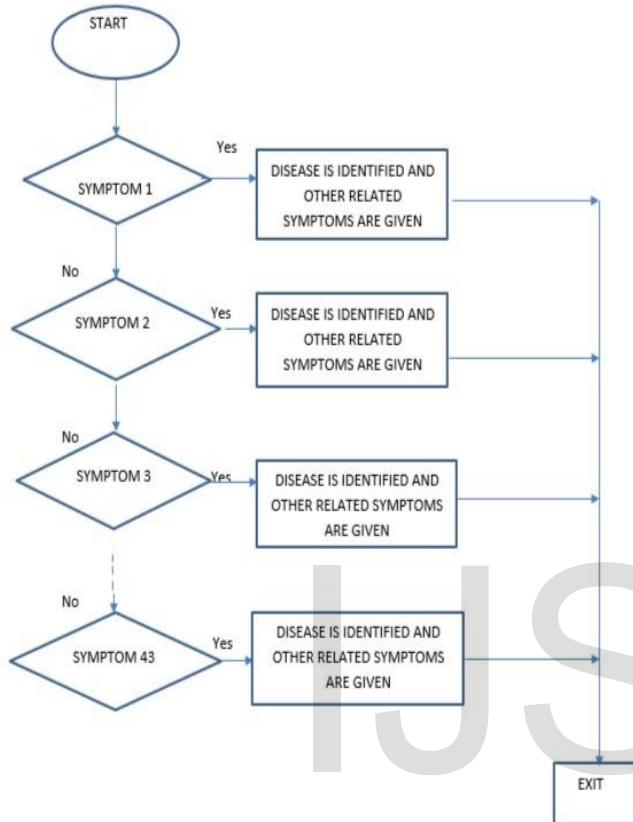 START
Yes
SYMPTOM 1
DISEASE IS IDENTIFIED AND
OTHER RELATED
SYMPTOMS ARE GIVEN
No
SYMPTOM 2
Yes
DISEASE IS IDENTIFIED AND
OTHER RELATED
SYMPTOMS ARE GIVEN
No
SYMPTOM 3
Yes
DISEASE IS IDENTIFIED AND
OTHER RELATED SYMPTOMS
ARE GIVEN
No
SYMPTOM 43
Yes
DISEASE IS IDENTIFIED AND
OTHER RELATED SYMPTOMS
ARE GIVEN
IJS
EXIT